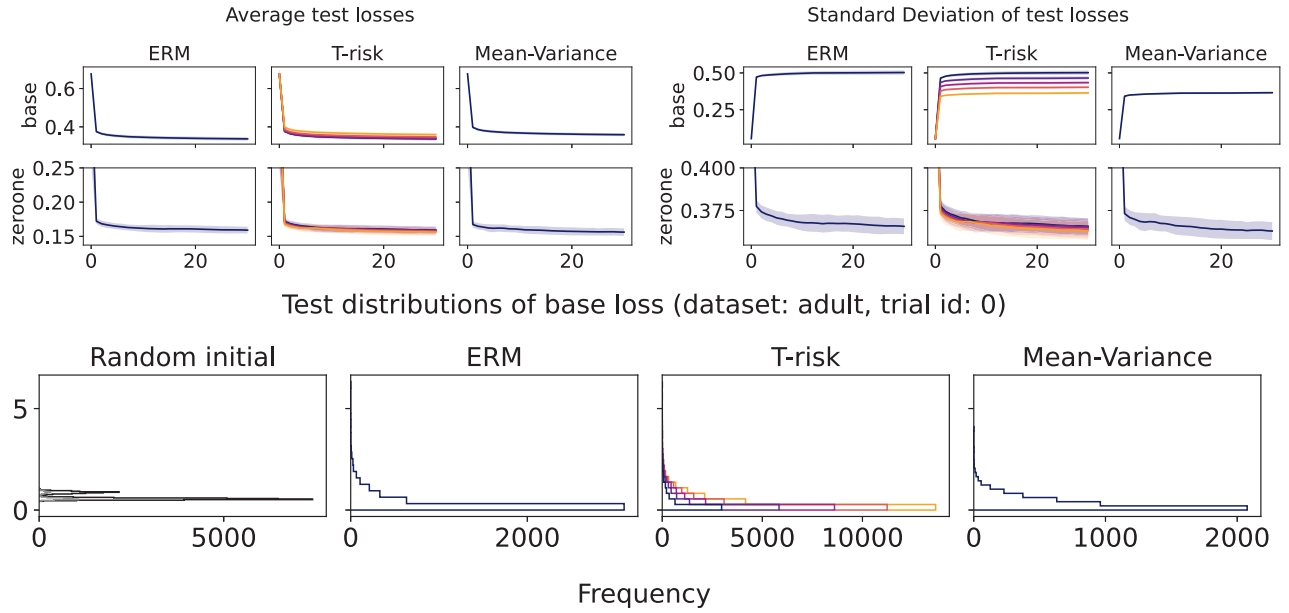 Average test losses
Standard Deviation of test losses
ERM T-risk Mean-Variance
ERM T-risk Mean-Variance
base
0.6
0.4
base
0.50
0.25
zeroone
0.25
0.20
0.15
zeroone
0.400
0.375
0 20 0 20 0 20
0 20 0 20 0 20
Test distributions of base loss (dataset: adult, trial id: 0)
Random initial ERM T-risk Mean-Variance
5
0
0 5000 0 2000 0 5000 10000 0 1000 2000
Frequency